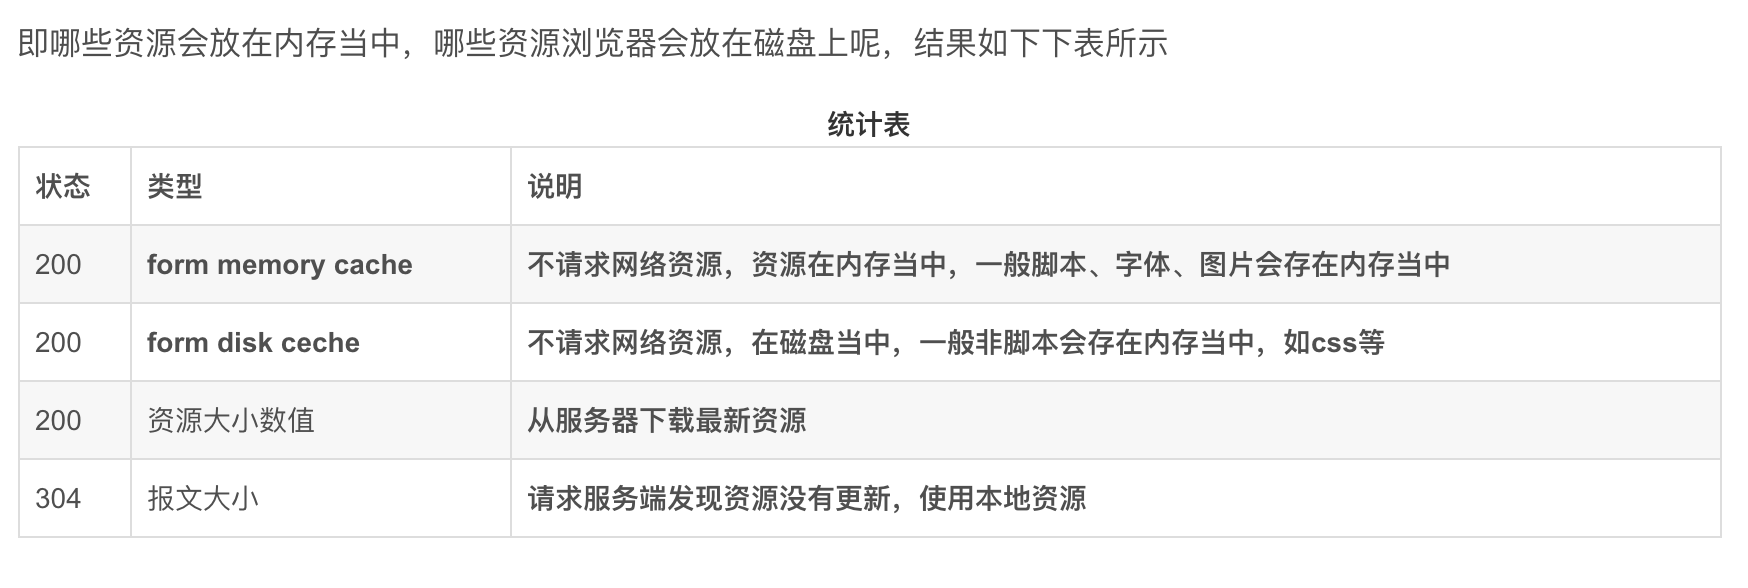 即哪些资源会放在内存当中，哪些资源浏览器会放在磁盘上呢，结果如下下表所示
统计表
状态 类型 说明
200 form memory cache 不请求网络资源，资源在内存当中，一般脚本、字体、图片会存在内存当中
200 form disk ceche 不请求网络资源，在磁盘当中，一般非脚本会存在内存当中，如css等
200 资源大小数值 从服务器下载最新资源
304 报文大小 请求服务端发现资源没有更新，使用本地资源